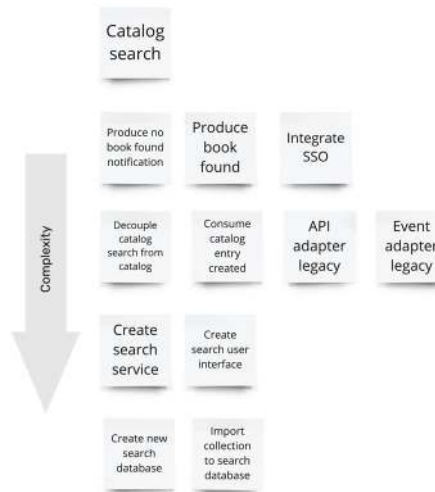 Catalog
search
Produce no
book found
notification
Produce
book
found
Integrate
SSO
Complexity
Decouple
catalog
search from
catalog
Consume
catalog
entry
created
API
adapter
legacy
Event
adapter
legacy
Create
search
service
Create
search user
interface
Create new
search
database
Import
collection
to search
database